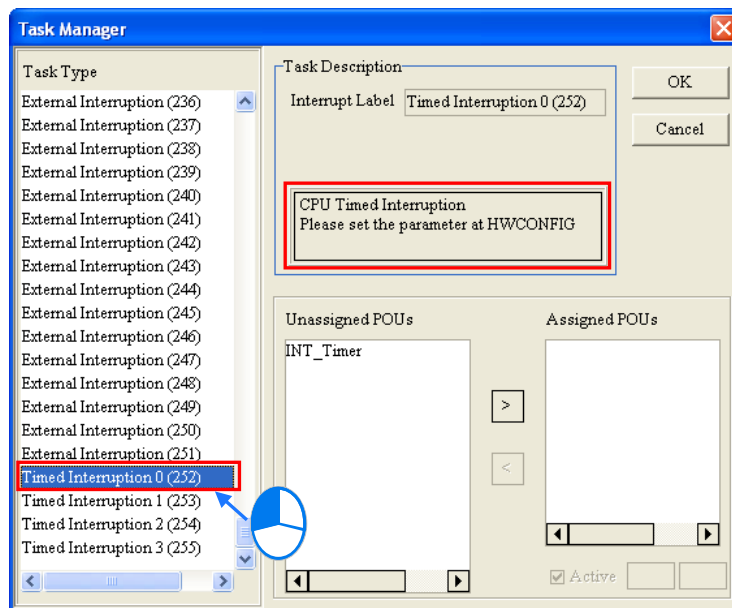 Task Manager
Task Type
External Interruption (236)
External Interruption (237)
External Interruption (238)
External Interruption (239)
External Interruption (240)
External Interruption (241)
External Interruption (242)
External Interruption (243)
External Interruption (244)
External Interruption (245)
External Interruption (246)
External Interruption (247)
External Interruption (248)
External Interruption (249)
External Interruption (250)
External Interruption (251)
Timed Interruption 0 (252)
Timed Interruption 1 (253)
Timed Interruption 2 (254)
Timed Interruption 3 (255)
Task Description
Interrupt Label Timed Interruption 0 (252)
CPU Timed Interruption
Please set the parameter at HWCONFIG
OK
Cancel
Unassigned POUs
INT_Timer
>
<
Assigned POUs
Active